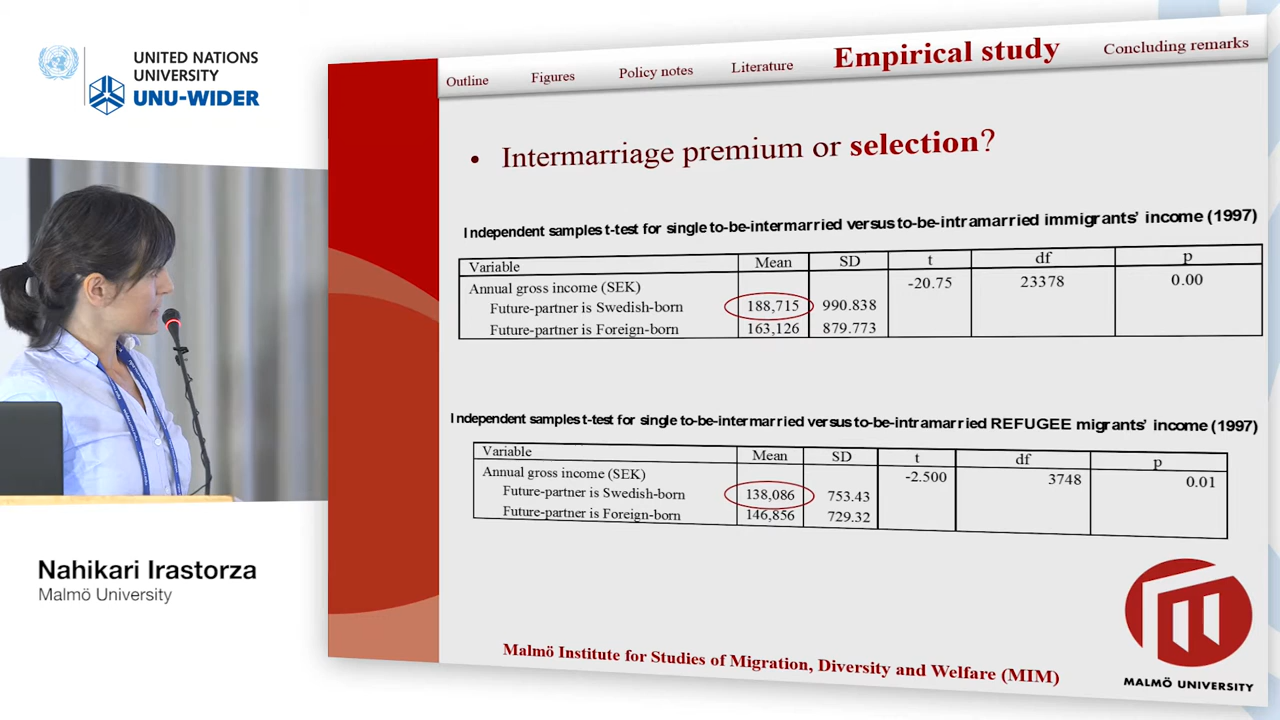 UNITED NATIONS
UNIVERSITY
UNU-WIDER
Outline Figures Policy notes Literature Empirical study Concluding remarks
• Intermarriage premium or selection?
Independent samples t-test for single to-be-intermarried versus to-be-intramarried immigrants' income (1997)
Variable Mean SD t df p
Annual gross income (SEK) -20.75 23378 0.00
Future-partner is Swedish-born 188,715 990.838
Future-partner is Foreign-born 163,126 879.773
Independent samples t-test for single to-be-intermarried versus to-be-intramarried REFUGEE migrants' income (1997)
Variable Mean SD t df p
Annual gross income (SEK) -2.500 3748 0.01
Future-partner is Swedish-born 138,086 753.43
Future-partner is Foreign-born 146,856 729.32
Nahikari Irastorza
Malmö University
Malmö Institute for Studies of Migration, Diversity and Welfare (MIM)
MALMÖ UNIVERSITY